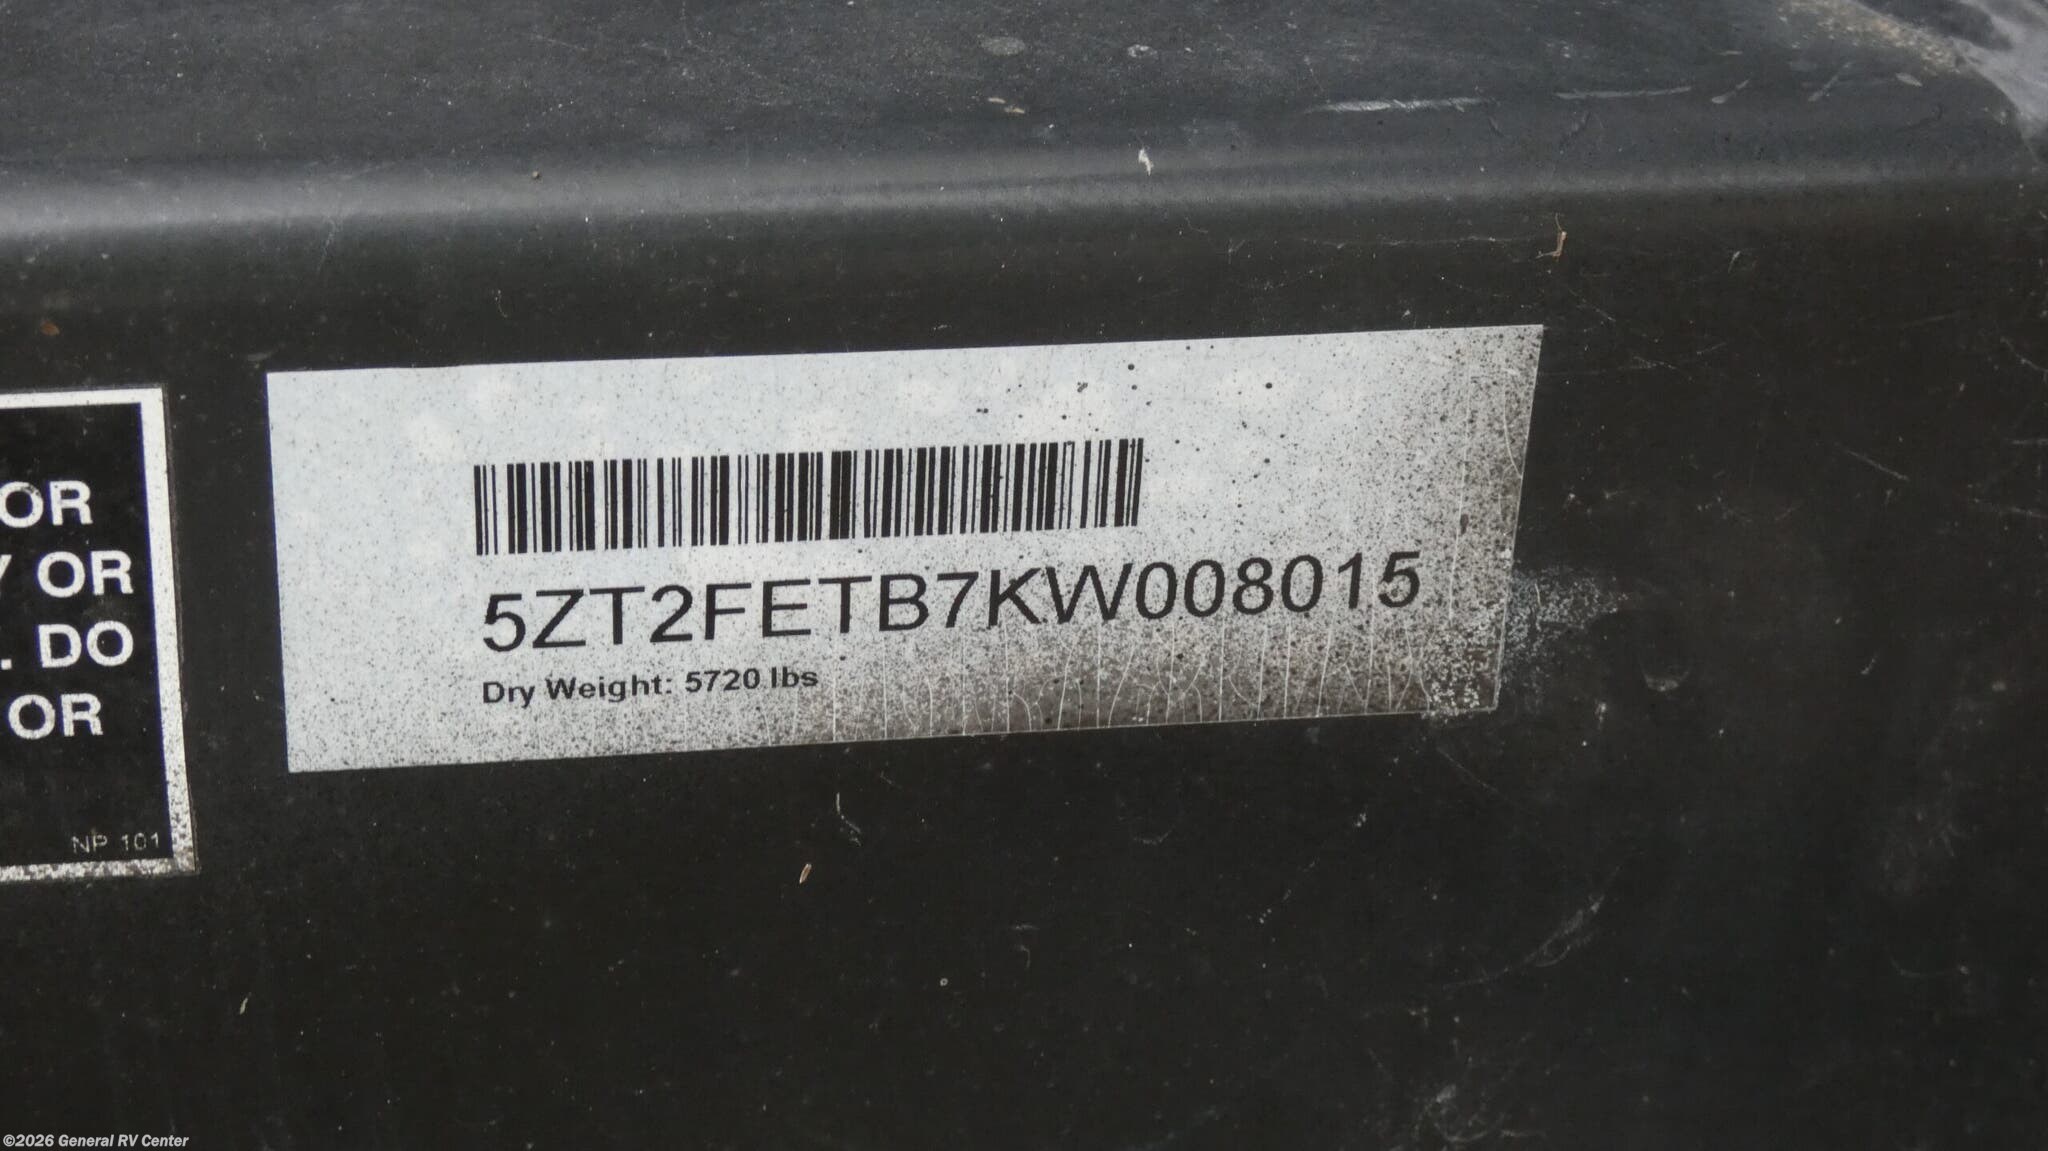 OR
OR
. DO
OR
NP 101
5ZT2FETB7KW008015
Dry Weight: 5720 lbs
©2026 General RV Center